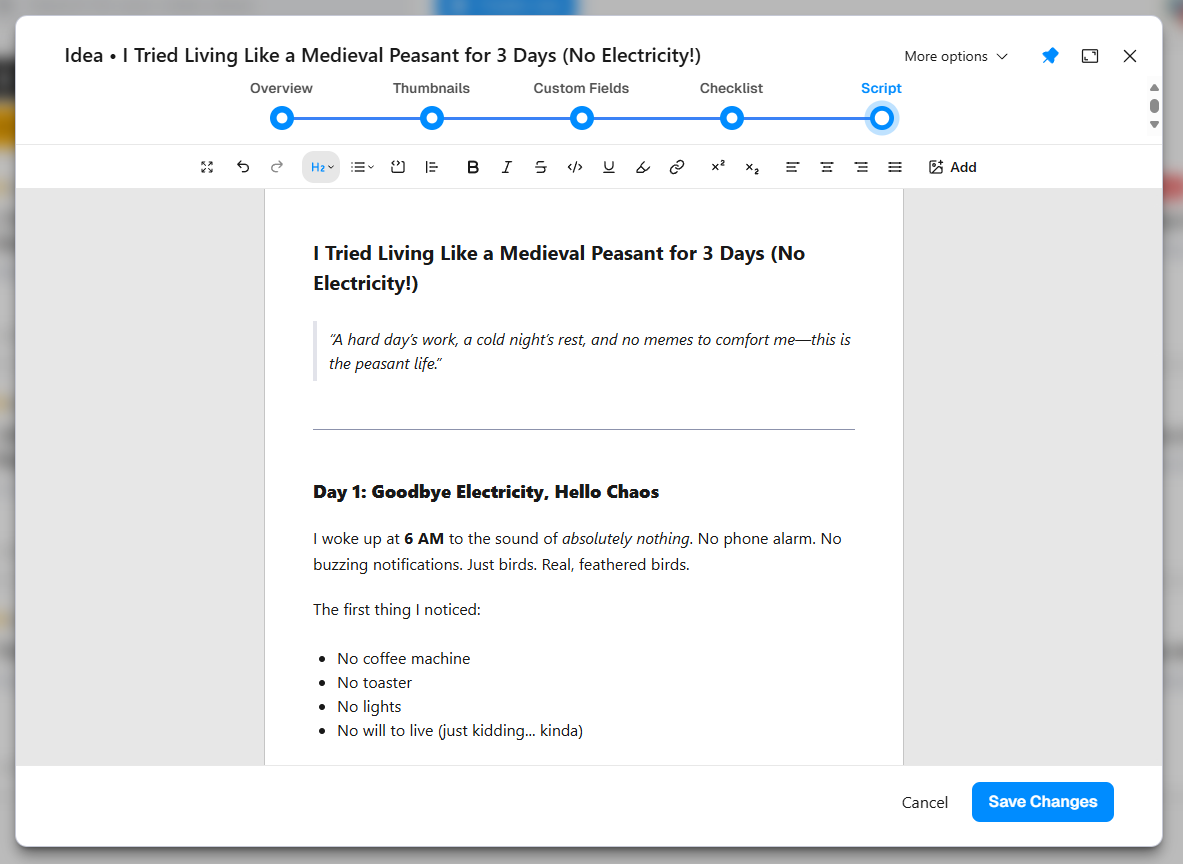 Idea • I Tried Living Like a Medieval Peasant for 3 Days (No Electricity!)
More options
Overview
Thumbnails
Custom Fields
Checklist
Script
H2
B
I
S
</>
U
x²
x₂
Add
I Tried Living Like a Medieval Peasant for 3 Days (No
Electricity!)
“A hard day’s work, a cold night’s rest, and no memes to comfort me—this is
the peasant life.”
Day 1: Goodbye Electricity, Hello Chaos
I woke up at 6 AM to the sound of absolutely nothing. No phone alarm. No
buzzing notifications. Just birds. Real, feathered birds.
The first thing I noticed:
• No coffee machine
• No toaster
• No lights
• No will to live (just kidding... kinda)
Cancel
Save Changes